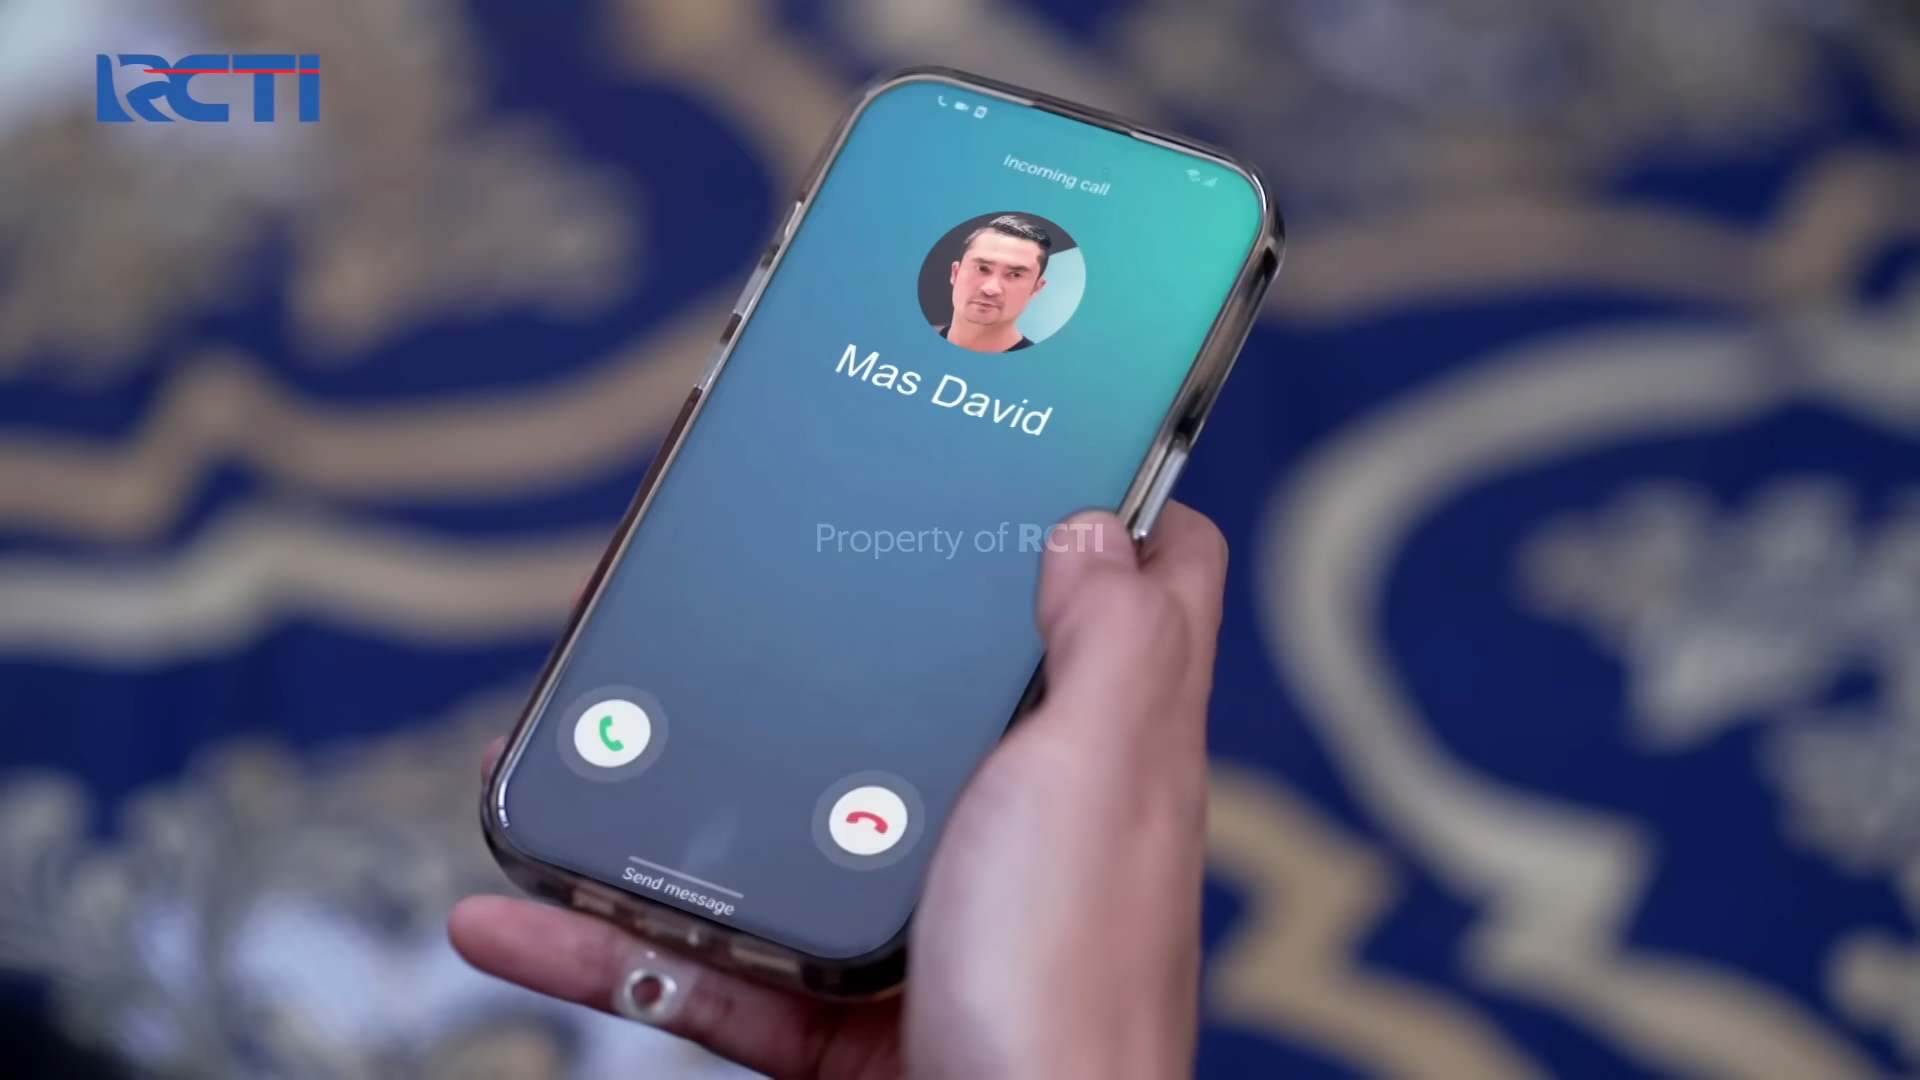 RCTI
Incoming call
Mas David
Property of RCTI
Send message